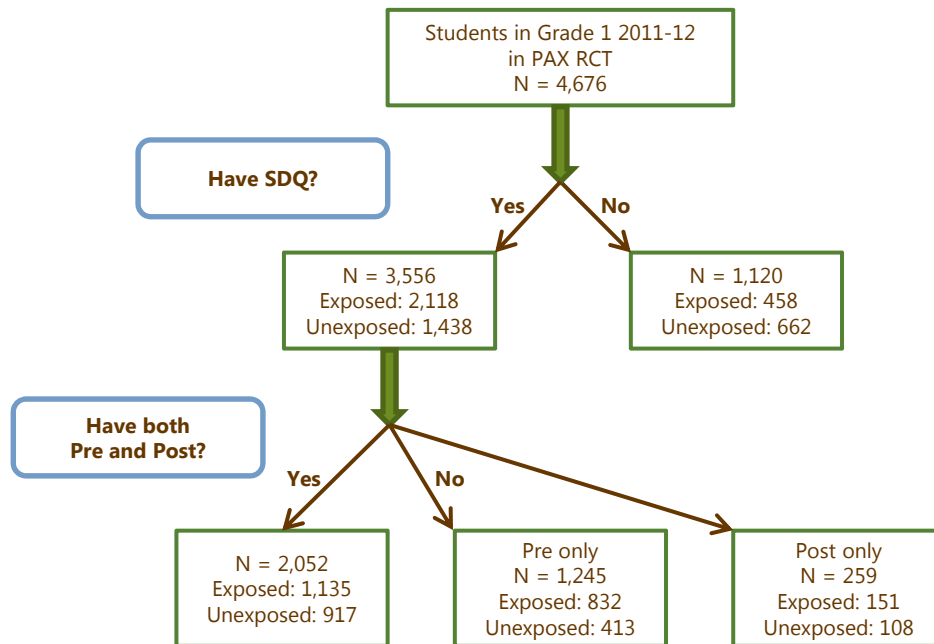 Students in Grade 1 2011-12
in PAX RCT
N = 4,676
Have SDQ?
Yes
No
N = 3,556
Exposed: 2,118
Unexposed: 1,438
N = 1,120
Exposed: 458
Unexposed: 662
Have both
Pre and Post?
Yes
No
N = 2,052
Exposed: 1,135
Unexposed: 917
Pre only
N = 1,245
Exposed: 832
Unexposed: 413
Post only
N = 259
Exposed: 151
Unexposed: 108